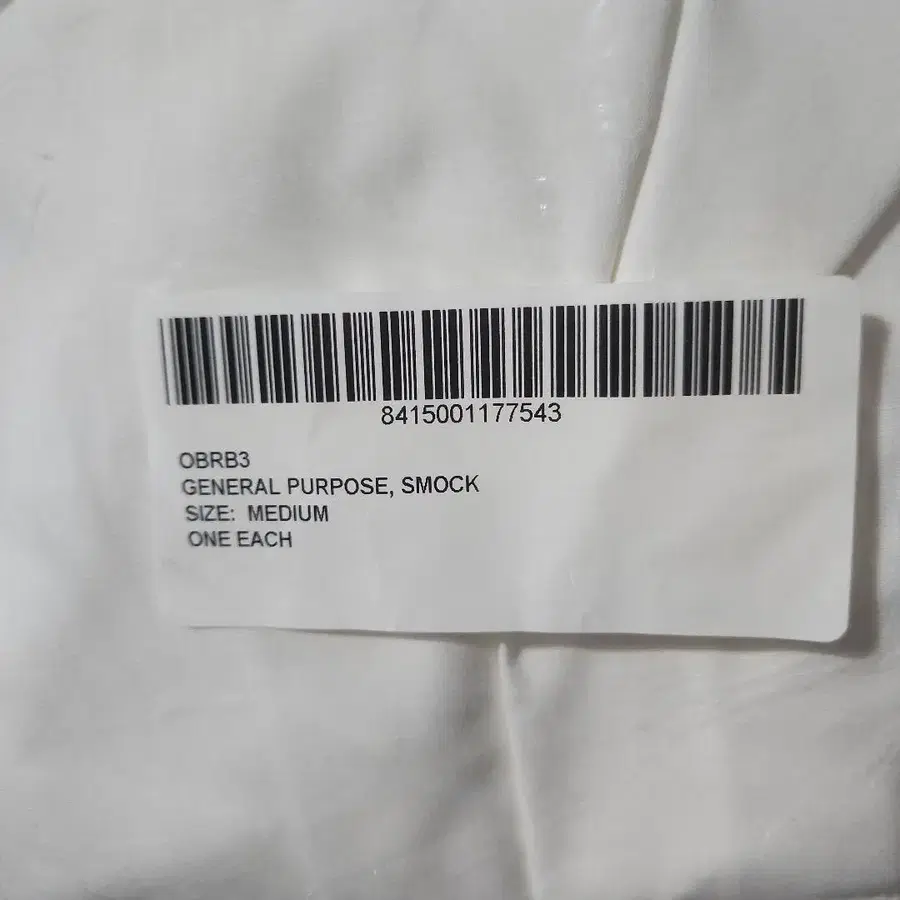 8415001177543
OBRB3
GENERAL PURPOSE, SMOCK
SIZE: MEDIUM
ONE EACH